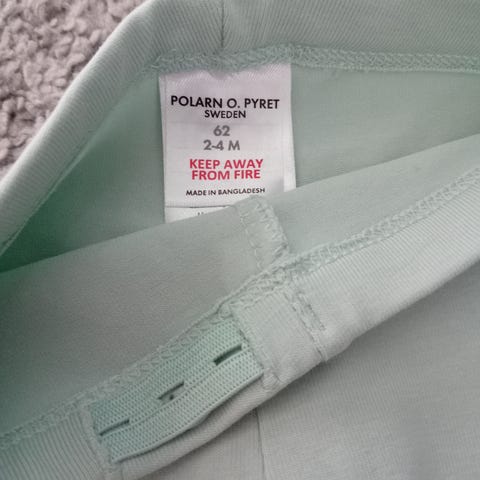 POLARN O. PYRET
SWEDEN
62
2-4 M
KEEP AWAY
FROM FIRE
MADE IN BANGLADESH